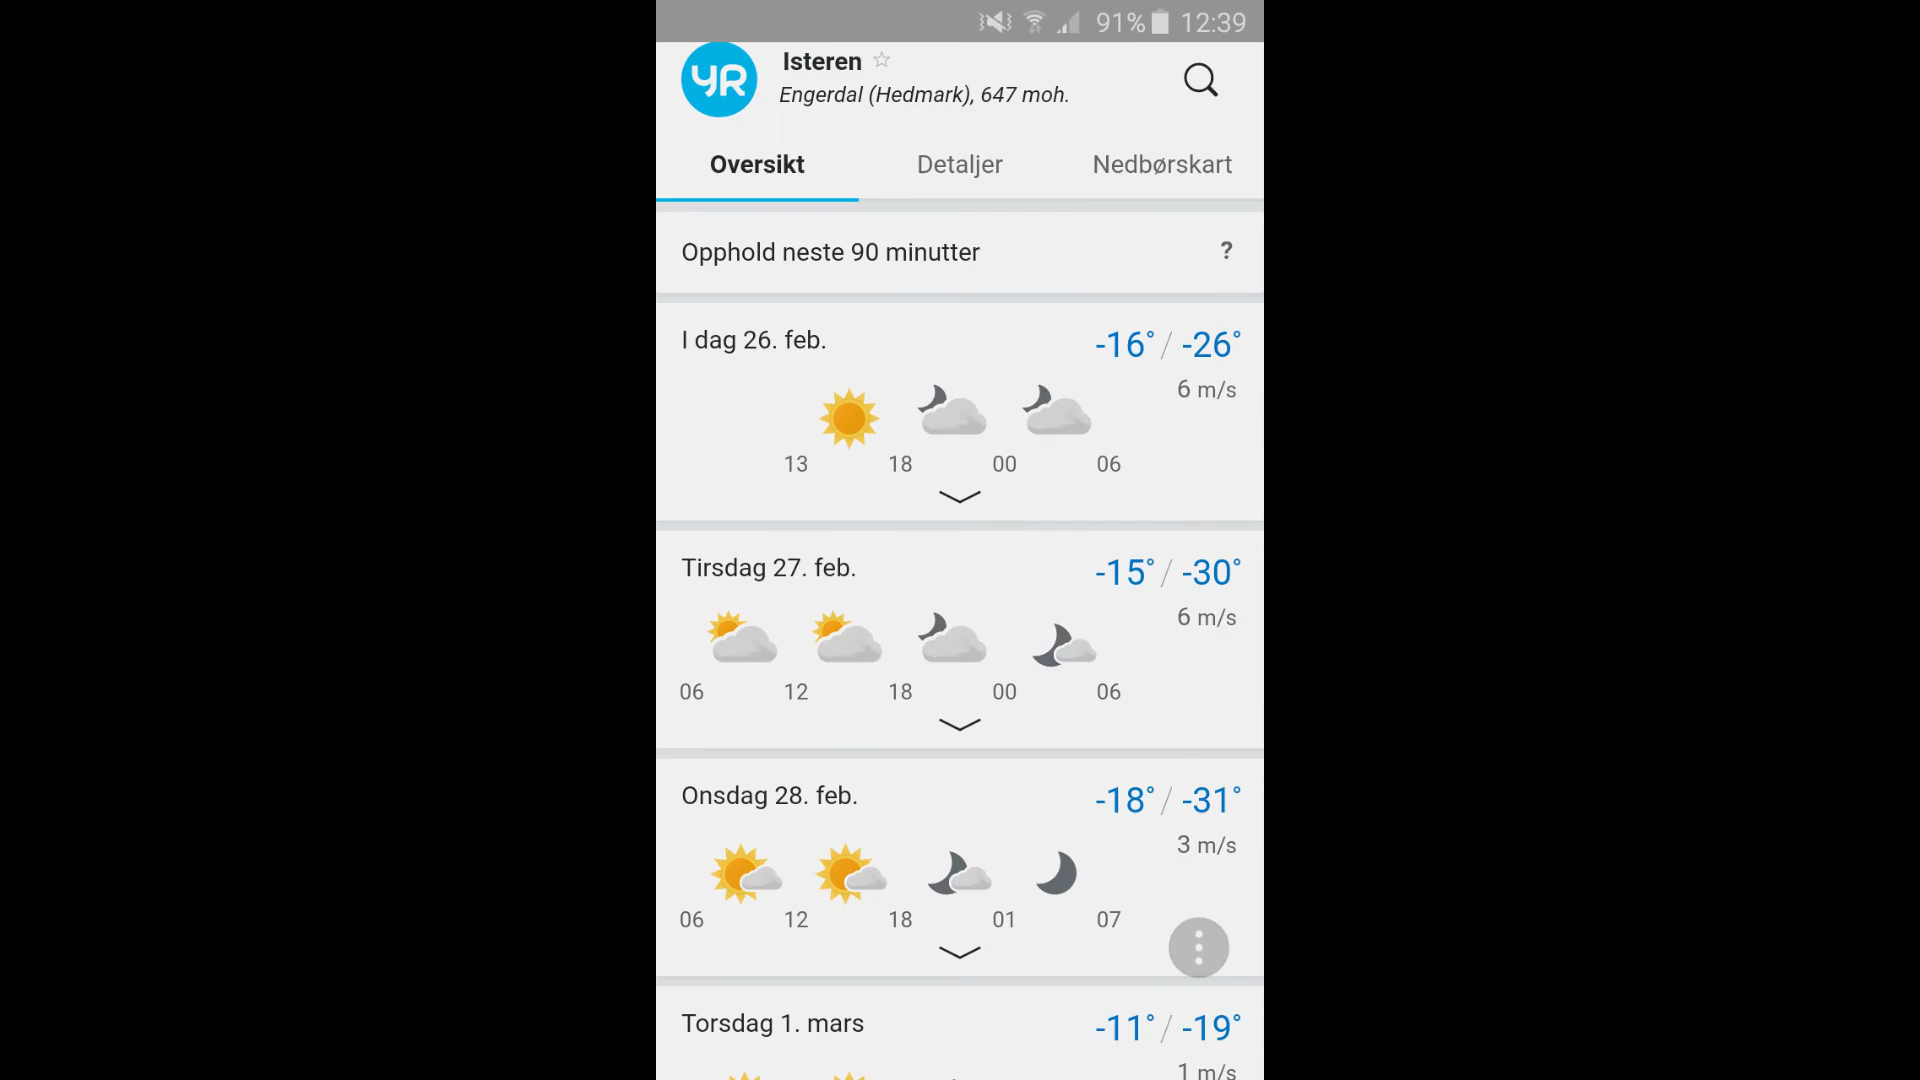 91% 12:39
YR
Isteren
Engerdal (Hedmark), 647 moh.
Oversikt Detaljer Nedbørskart
Opphold neste 90 minutter ?
I dag 26. feb. -16° / -26°
6 m/s
13 18 00 06
Tirsdag 27. feb. -15° / -30°
6 m/s
06 12 18 00 06
Onsdag 28. feb. -18° / -31°
3 m/s
06 12 18 01 07
Torsdag 1. mars -11° / -19°
1 m/s